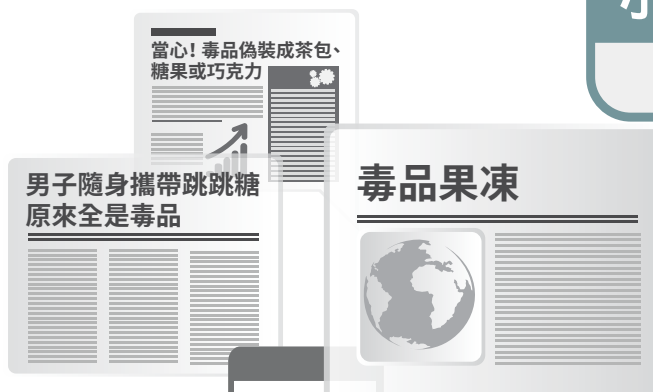 當心！毒品偽裝成茶包、
糖果或巧克力
男子隨身攜帶跳跳糖
原來全是毒品
毒品果凍